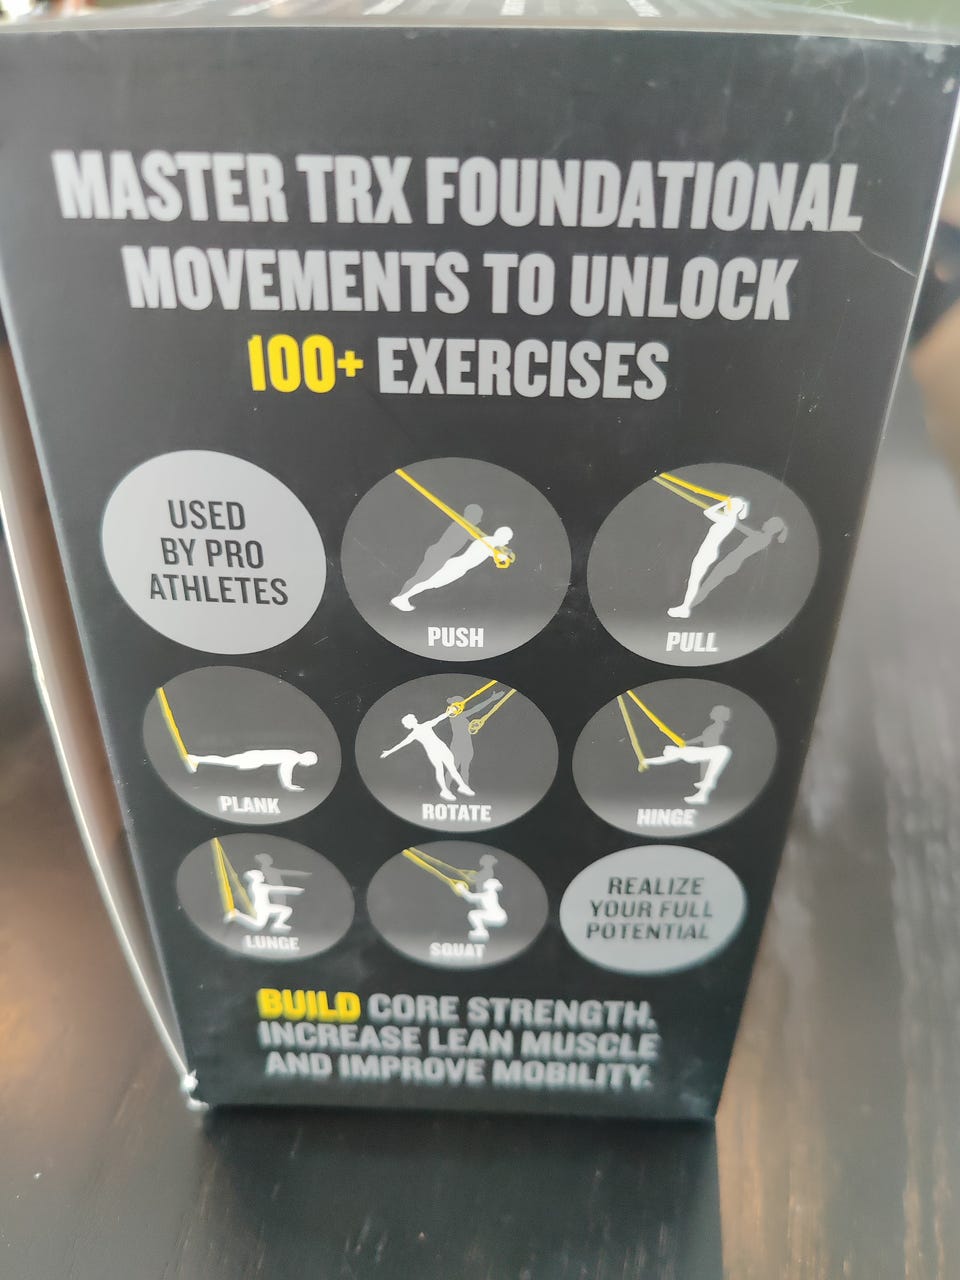 MASTER TRX FOUNDATIONAL
MOVEMENTS TO UNLOCK
100+ EXERCISES
USED
BY PRO
ATHLETES
PUSH
PULL
PLANK
ROTATE
HINGE
LUNGE
SQUAT
REALIZE
YOUR FULL
POTENTIAL
BUILD CORE STRENGTH.
INCREASE LEAN MUSCLE
AND IMPROVE MOBILITY.